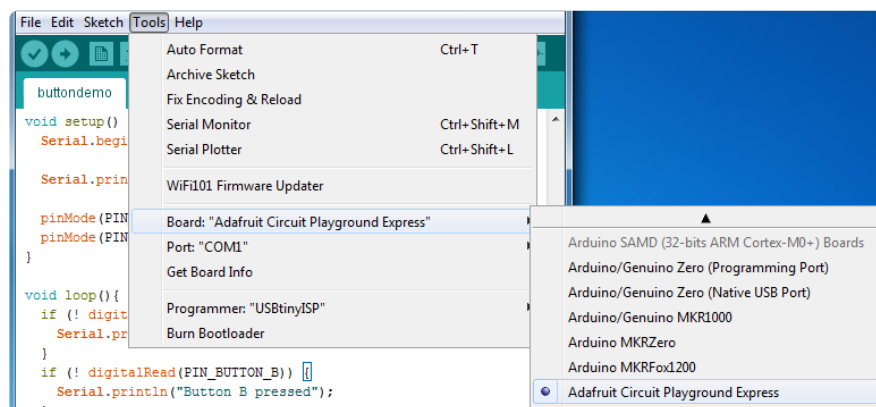 File Edit Sketch Tools Help
Auto Format Ctrl+T
Archive Sketch
Fix Encoding & Reload
Serial Monitor Ctrl+Shift+M
Serial Plotter Ctrl+Shift+L
WiFi101 Firmware Updater
Board: "Adafruit Circuit Playground Express"
Port: "COM1"
Get Board Info
Programmer: "USBtinyISP"
Burn Bootloader
buttondemo
void setup()
Serial.begi
Serial.prin
pinMode(PIN
pinMode(PIN
}
void loop(){
if (! digit
Serial.pr
}
if (! digitalRead(PIN_BUTTON_B)) {
Serial.println("Button B pressed");
Arduino SAMD (32-bits ARM Cortex-M0+) Boards
Arduino/Genuino Zero (Programming Port)
Arduino/Genuino Zero (Native USB Port)
Arduino/Genuino MKR1000
Arduino MKRZero
Arduino MKRFox1200
Adafruit Circuit Playground Express